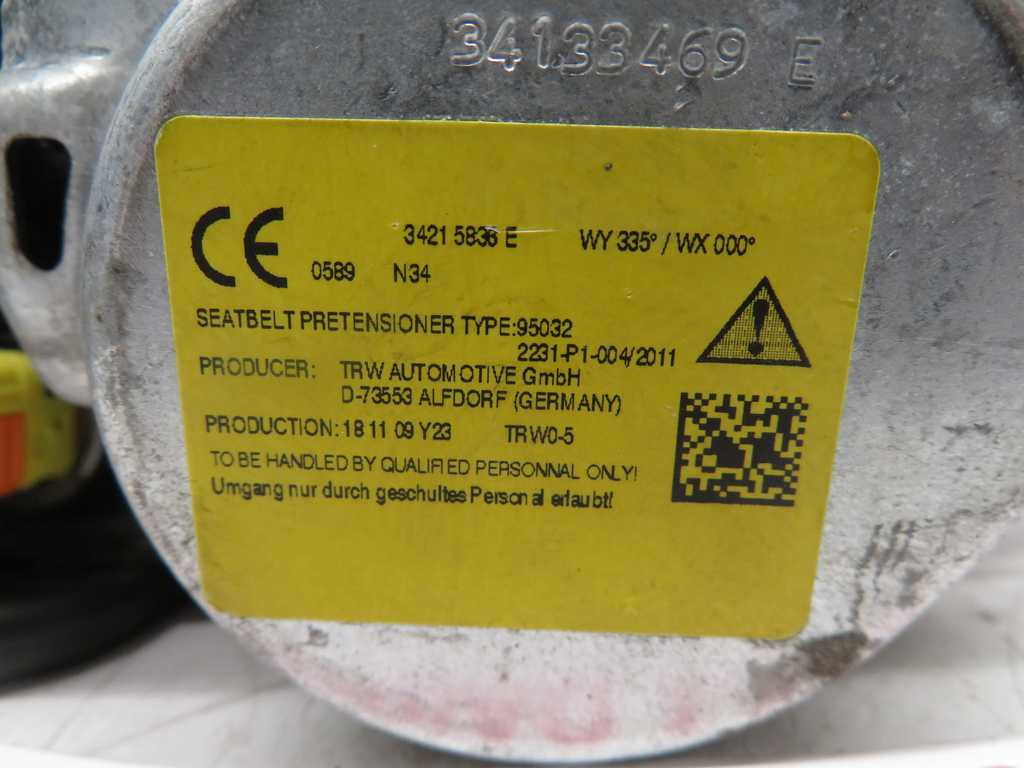 34133469 E
CE 3421 5836 E WY 335° / WX 000°
0589 N34
SEATBELT PRETENSIONER TYPE:95032
2231-P1-004/2011
PRODUCER: TRW AUTOMOTIVE GmbH
D-73553 ALFDORF (GERMANY)
PRODUCTION: 18 11 09 Y23 TRW0-5
TO BE HANDLED BY QUALIFIED PERSONNAL ONLY!
Umgang nur durch geschultes Personal erlaubt!